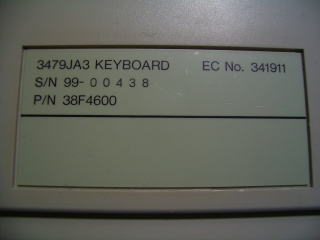 3479JA3 KEYBOARD EC No. 341911
S/N 99-00438
P/N 38F4600